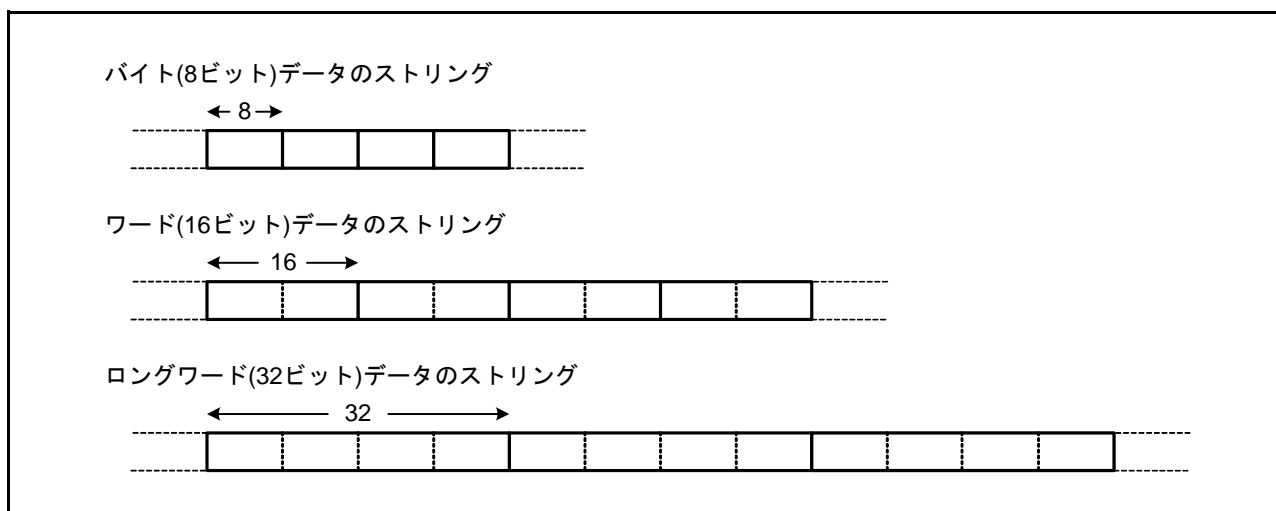 バイト(8ビット)データのストリング
8
ワード(16ビット)データのストリング
16
ロングワード(32ビット)データのストリング
32